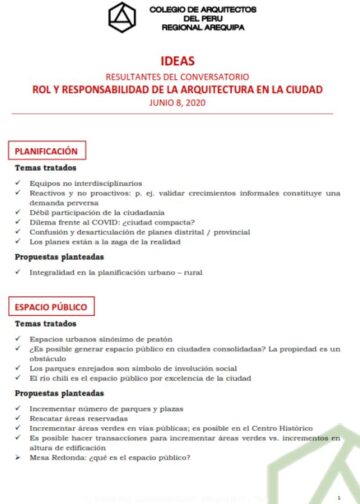 COLEGIO DE ARQUITECTOS
DEL PERU
REGIONAL AREQUIPA
IDEAS
RESULTANTES DEL CONVERSATORIO
ROL Y RESPONSABILIDAD DE LA ARQUITECTURA EN LA CIUDAD
JUNIO 8, 2020
PLANIFICACIÓN
Temas tratados
✓ Equipos no interdisciplinarios
✓ Reactivos y no proactivos: p. ej. validar crecimientos informales constituye una
demanda perversa
✓ Débil participación de la ciudadanía
✓ Dilema frente al COVID: ¿ciudad compacta?
✓ Confusión y desarticulación de planes distrital / provincial
✓ Los planes están a la zaga de la realidad
Propuestas planteadas
✓ Integralidad en la planificación urbano – rural
ESPACIO PÚBLICO
Temas tratados
✓ Espacios urbanos sinónimo de peatón
✓ ¿Es posible generar espacio público en ciudades consolidadas? La propiedad es un
obstáculo
✓ Los parques enrejados son símbolo de involución social
✓ El río chili es el espacio público por excelencia de la ciudad
Propuestas planteadas
✓ Incrementar número de parques y plazas
✓ Rescatar áreas reservadas
✓ Incrementar áreas verdes en vías públicas; es posible en el Centro Histórico
✓ Es posible hacer transacciones para incrementar áreas verdes vs. incrementos en
altura de edificación
➢ Mesa Redonda: ¿qué es el espacio público?
1